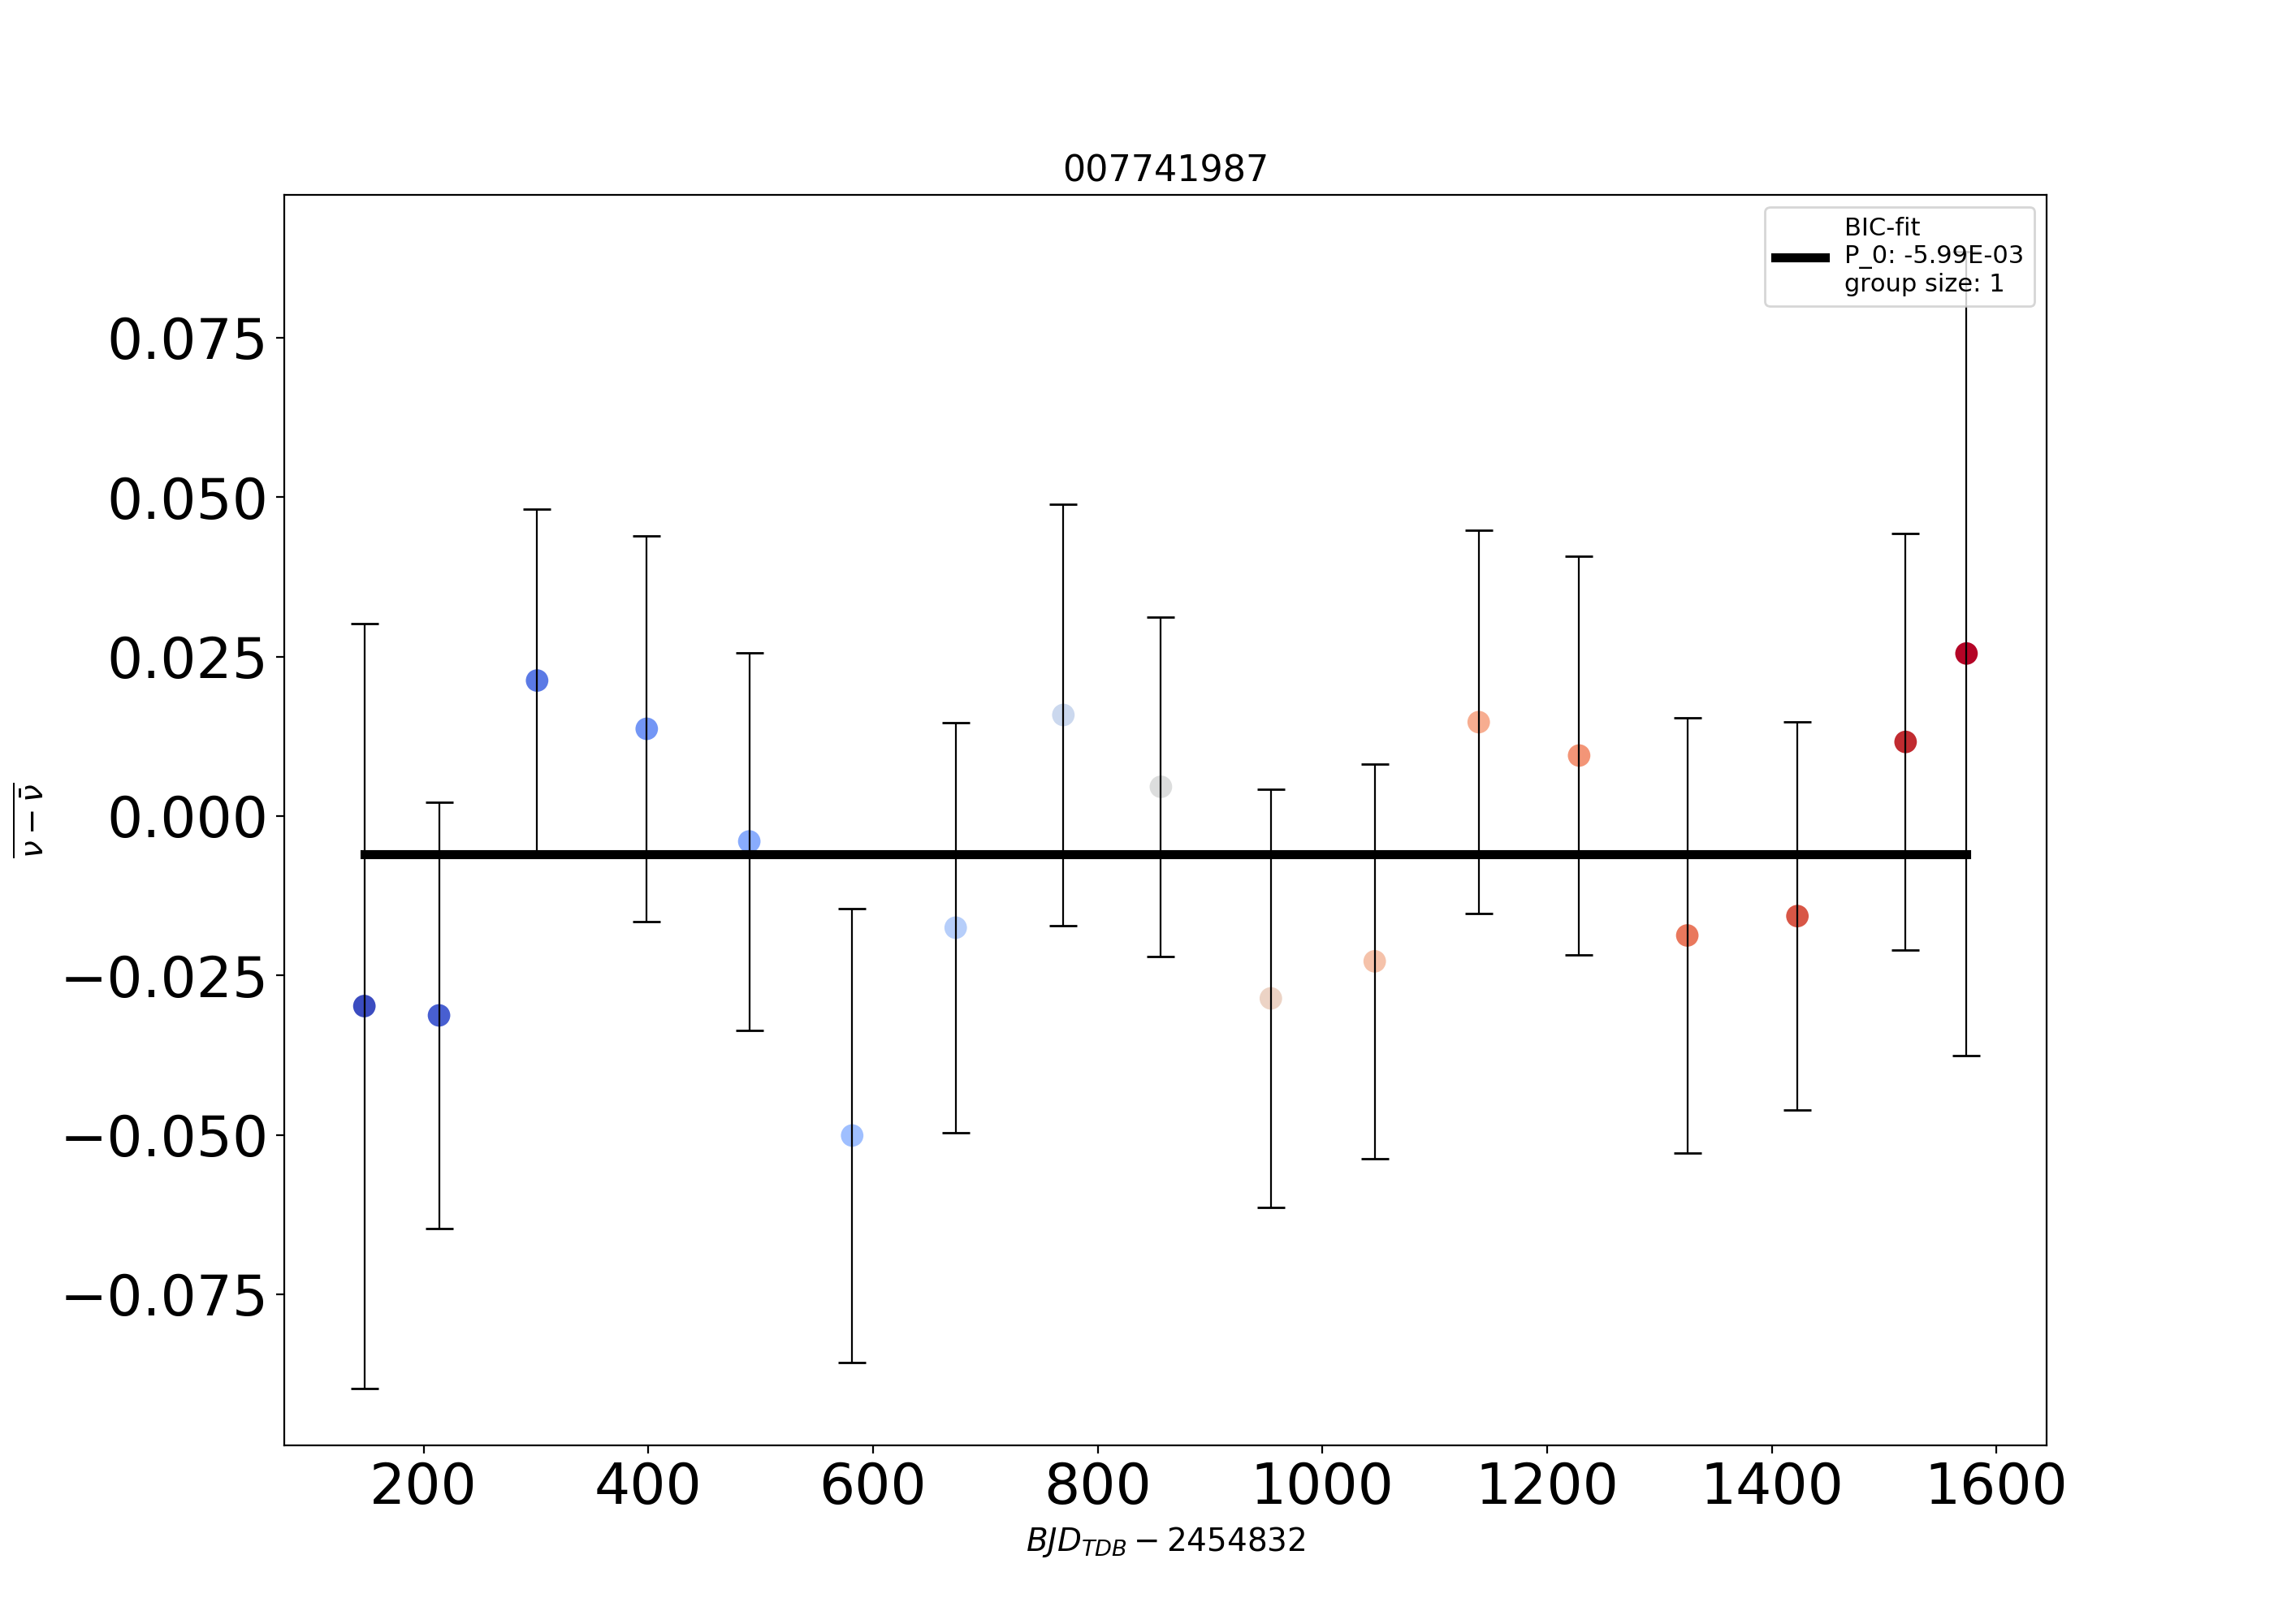 007741987
BIC-fit
P_0: -5.99E-03
group size: 1
0.075
0.050
0.025
0.000
−0.025
−0.050
−0.075
ν − ν̄
200 400 600 800 1000 1200 1400 1600
BJD_TDB − 2454832